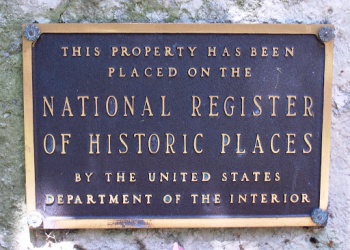 THIS PROPERTY HAS BEEN
PLACED ON THE
NATIONAL REGISTER
OF HISTORIC PLACES
BY THE UNITED STATES
DEPARTMENT OF THE INTERIOR